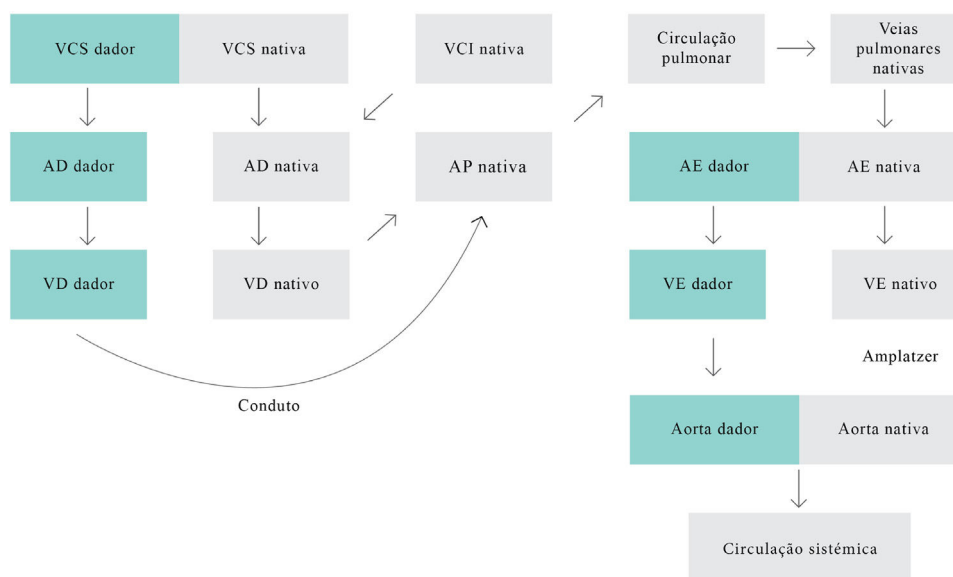 VCS dador
VCS nativa
VCI nativa
Circulação
pulmonar
Veias
pulmonares
nativas
AD dador
AD nativa
AP nativa
AE dador
AE nativa
VD dador
VD nativo
VE dador
VE nativo
Amplatzer
Conduto
Aorta dador
Aorta nativa
Circulação sistémica